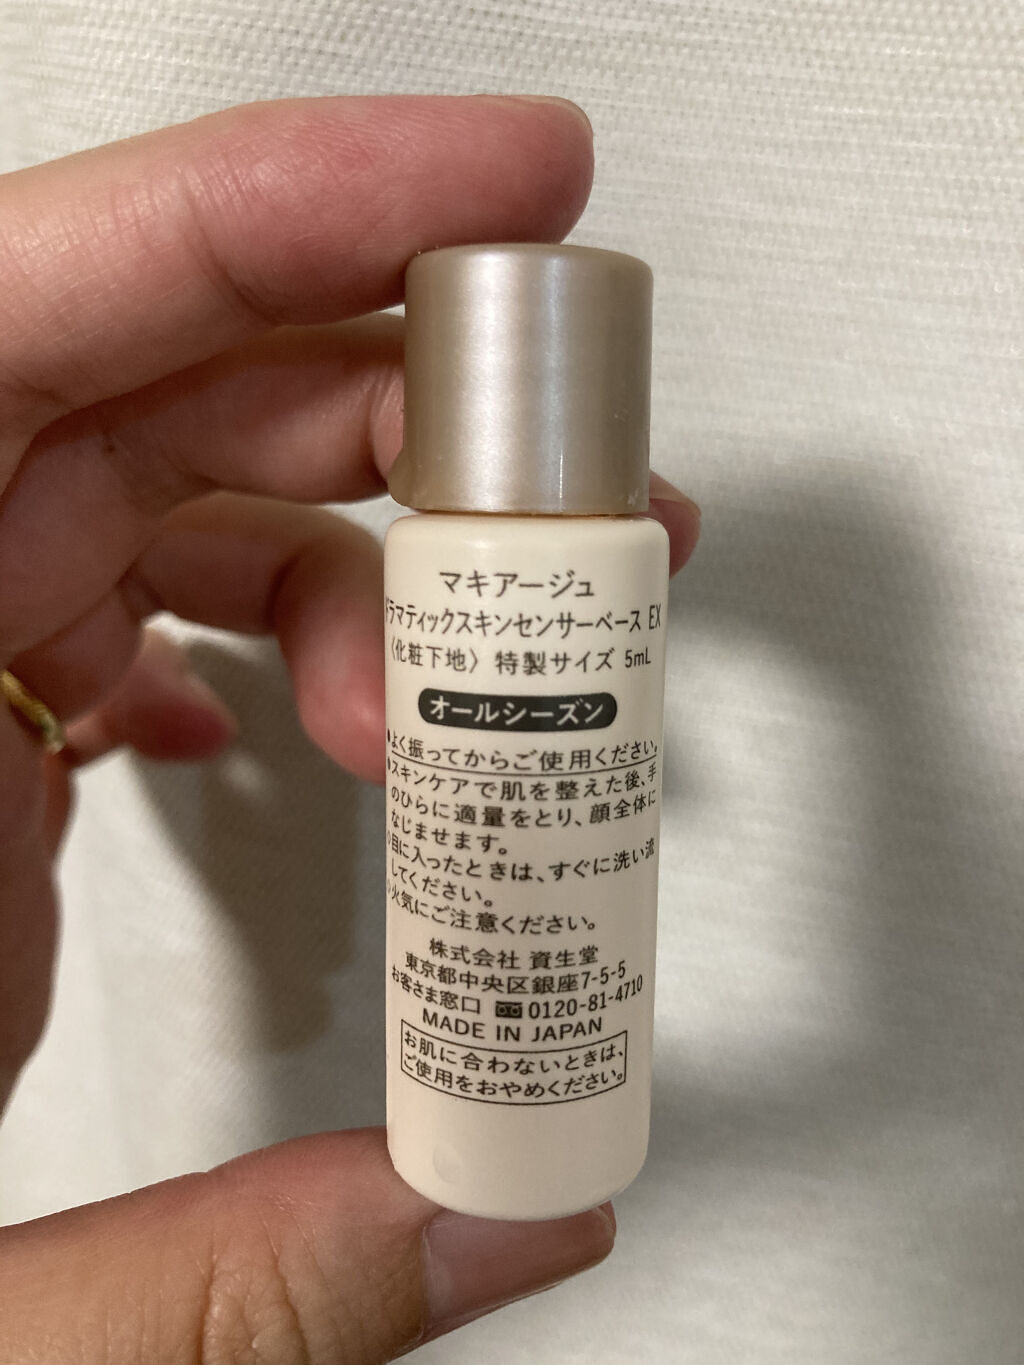 マキアージュ
ドラマティックスキンセンサーベース EX
〈化粧下地〉特製サイズ 5mL
オールシーズン
●よく振ってからご使用ください。
●スキンケアで肌を整えた後、手
のひらに適量をとり、顔全体に
なじませます。
○目に入ったときは、すぐに洗い流
してください。
○火気にご注意ください。
株式会社 資生堂
東京都中央区銀座7-5-5
お客さま窓口 0120-81-4710
MADE IN JAPAN
お肌に合わないときは、
ご使用をおやめください。